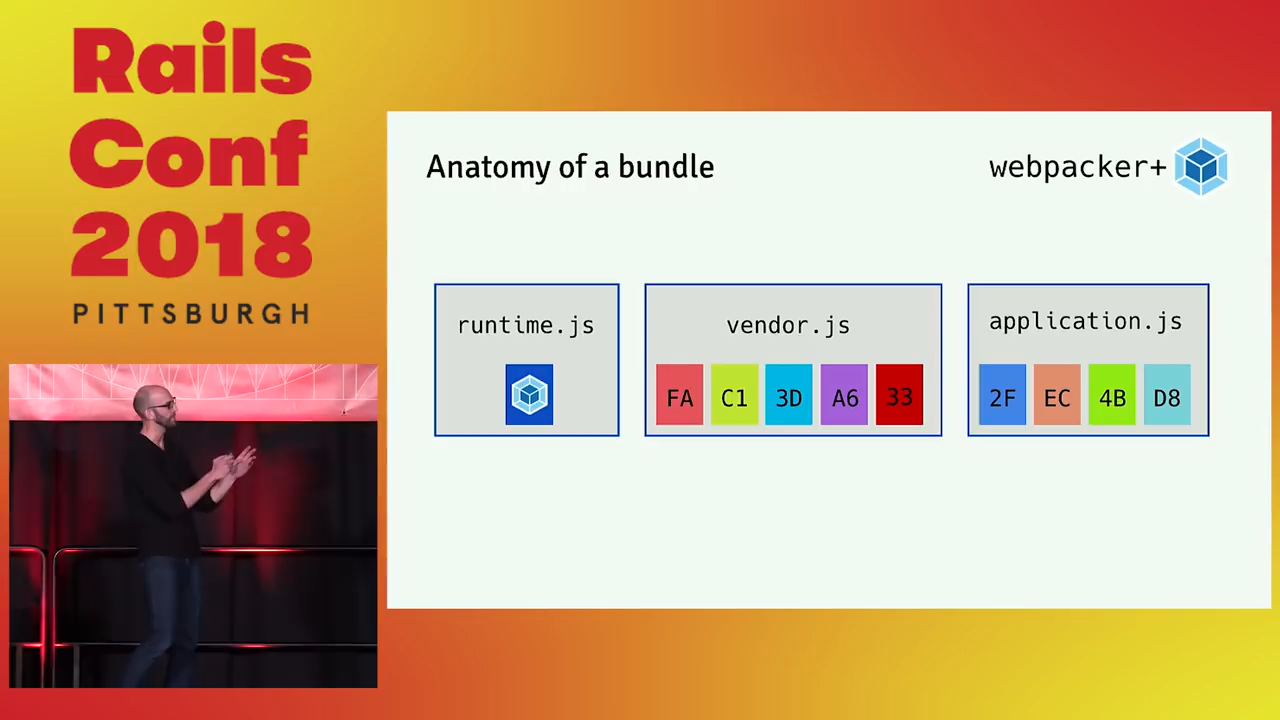 Rails
Conf
2018
PITTSBURGH
Anatomy of a bundle
webpacker+
runtime.js
vendor.js
FA C1 3D A6 33
application.js
2F EC 4B D8